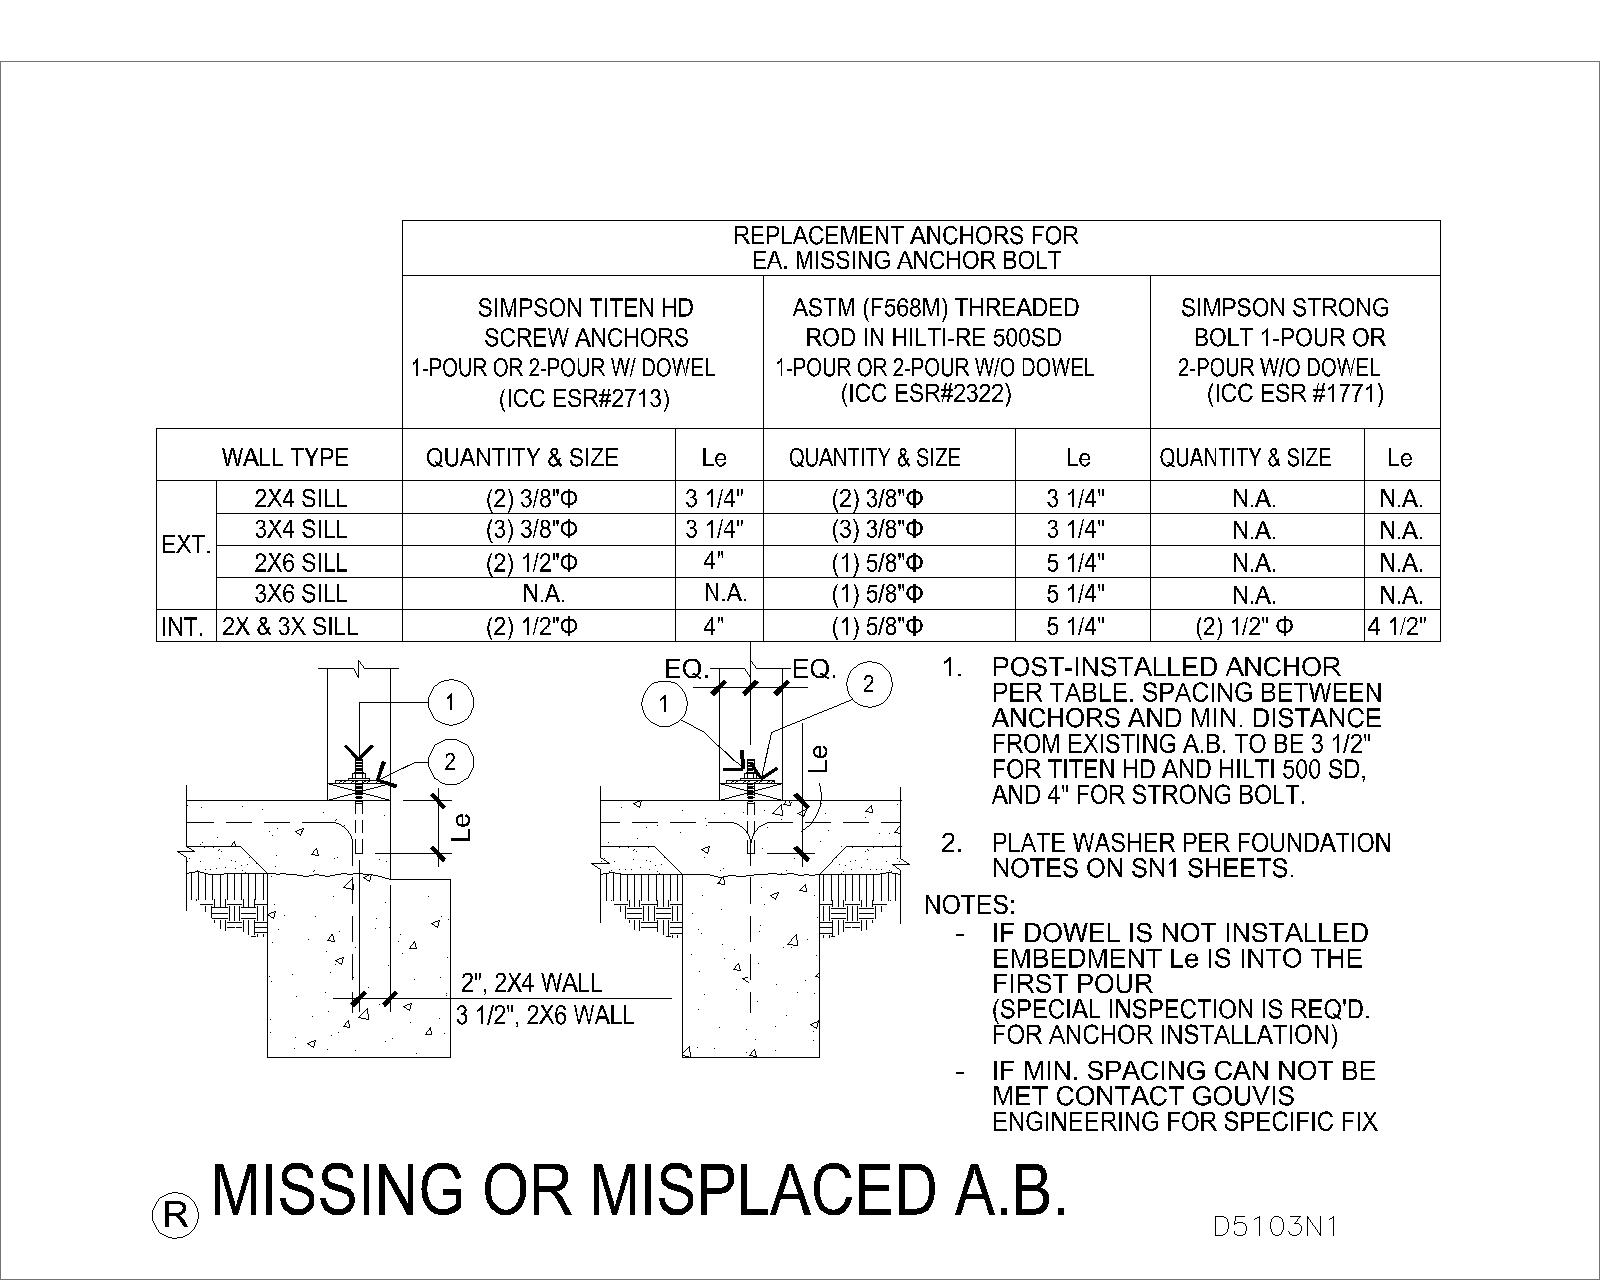 REPLACEMENT ANCHORS FOR
EA. MISSING ANCHOR BOLT
SIMPSON TITEN HD
SCREW ANCHORS
1-POUR OR 2-POUR W/ DOWEL
(ICC ESR#2713)
ASTM (F568M) THREADED
ROD IN HILTI-RE 500SD
1-POUR OR 2-POUR W/O DOWEL
(ICC ESR#2322)
SIMPSON STRONG
BOLT 1-POUR OR
2-POUR W/O DOWEL
(ICC ESR #1771)
WALL TYPE QUANTITY & SIZE Le QUANTITY & SIZE Le QUANTITY & SIZE Le
EXT.
2X4 SILL (2) 3/8"Φ 3 1/4" (2) 3/8"Φ 3 1/4" N.A. N.A.
3X4 SILL (3) 3/8"Φ 3 1/4" (3) 3/8"Φ 3 1/4" N.A. N.A.
2X6 SILL (2) 1/2"Φ 4" (1) 5/8"Φ 5 1/4" N.A. N.A.
3X6 SILL N.A. N.A. (1) 5/8"Φ 5 1/4" N.A. N.A.
INT. 2X & 3X SILL (2) 1/2"Φ 4" (1) 5/8"Φ 5 1/4" (2) 1/2" Φ 4 1/2"
1
2
Le
2", 2X4 WALL
3 1/2", 2X6 WALL
EQ. EQ.
1
2
Le
1. POST-INSTALLED ANCHOR
PER TABLE. SPACING BETWEEN
ANCHORS AND MIN. DISTANCE
FROM EXISTING A.B. TO BE 3 1/2"
FOR TITEN HD AND HILTI 500 SD,
AND 4" FOR STRONG BOLT.
2. PLATE WASHER PER FOUNDATION
NOTES ON SN1 SHEETS.
NOTES:
- IF DOWEL IS NOT INSTALLED
EMBEDMENT Le IS INTO THE
FIRST POUR
(SPECIAL INSPECTION IS REQ'D.
FOR ANCHOR INSTALLATION)
- IF MIN. SPACING CAN NOT BE
MET CONTACT GOUVIS
ENGINEERING FOR SPECIFIC FIX
R MISSING OR MISPLACED A.B.
D5103N1